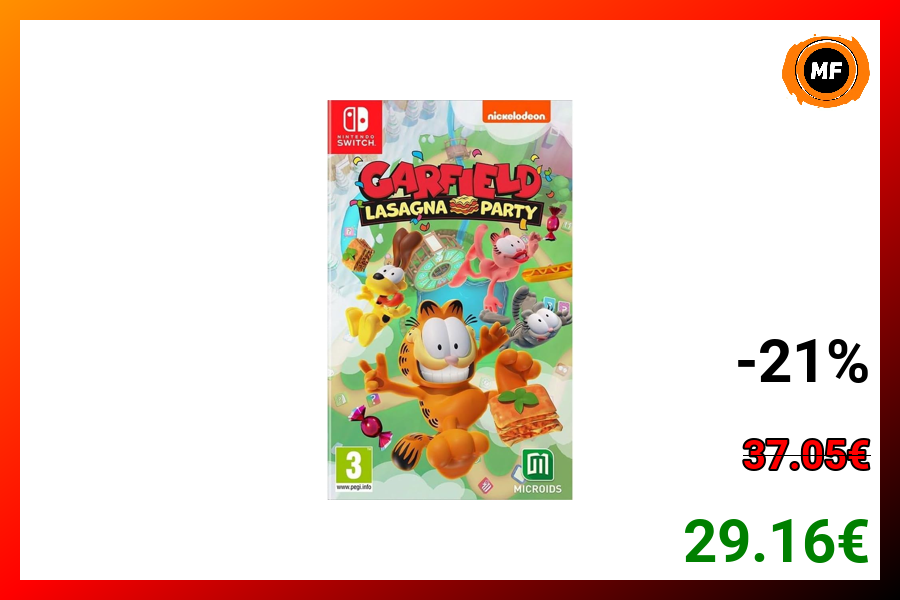 MF
NINTENDO
SWITCH
nickelodeon
GARFIELD
LASAGNA PARTY
-21%
37.05€
3
www.pegi.info
MICROIDS
29.16€